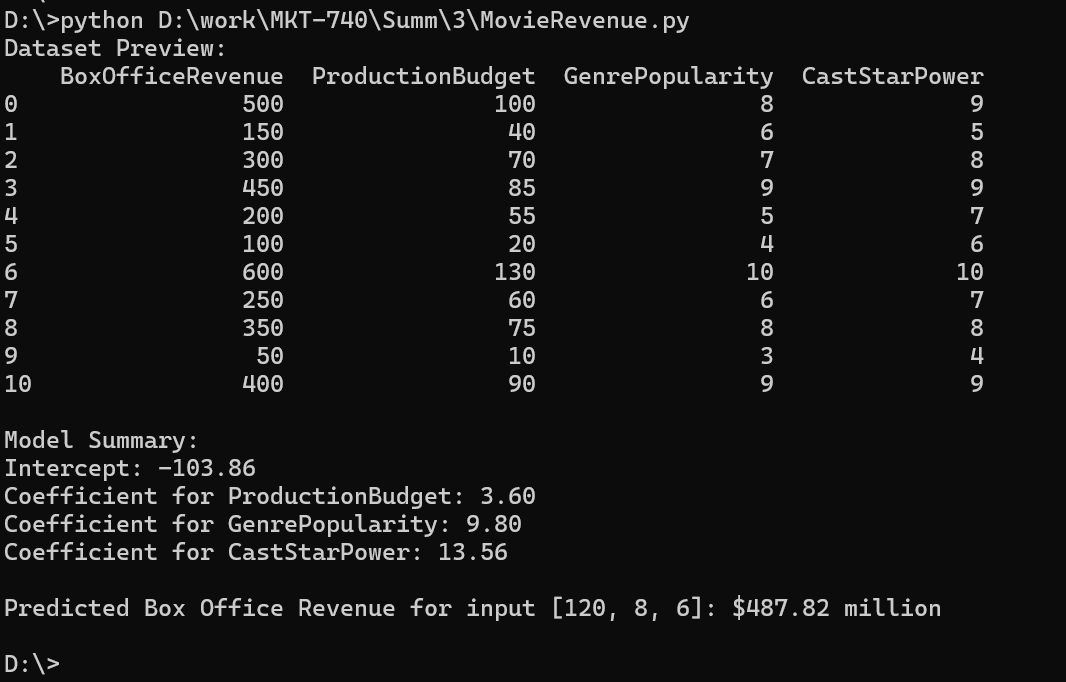 D:\>python D:\work\MKT-740\Summ\3\MovieRevenue.py
Dataset Preview:
    BoxOfficeRevenue  ProductionBudget  GenrePopularity  CastStarPower
0                500               100                8              9
1                150                40                6              5
2                300                70                7              8
3                450                85                9              9
4                200                55                5              7
5                100                20                4              6
6                600               130               10             10
7                250                60                6              7
8                350                75                8              8
9                 50                10                3              4
10               400                90                9              9
Model Summary:
Intercept: -103.86
Coefficient for ProductionBudget: 3.60
Coefficient for GenrePopularity: 9.80
Coefficient for CastStarPower: 13.56
Predicted Box Office Revenue for input [120, 8, 6]: $487.82 million
D:\>